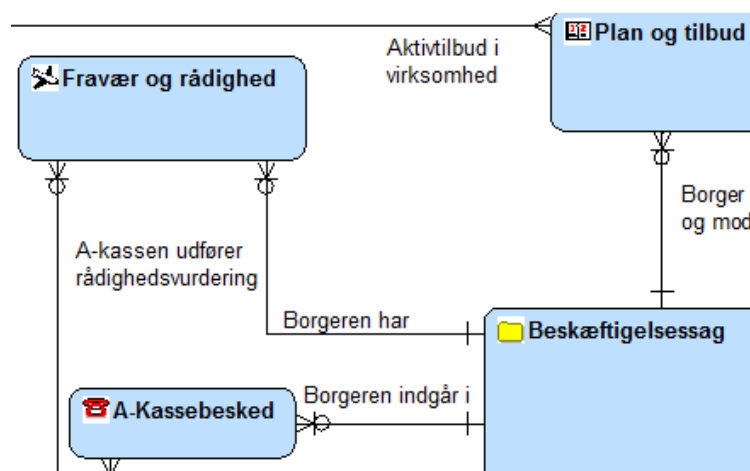 Plan og tilbud
Aktivtilbud i
virksomhed
Fravær og rådighed
Borger
og mod
A-kassen udfører
rådighedsvurdering
Borgeren har
Beskæftigelsessag
Borgeren indgår i
A-Kassebesked